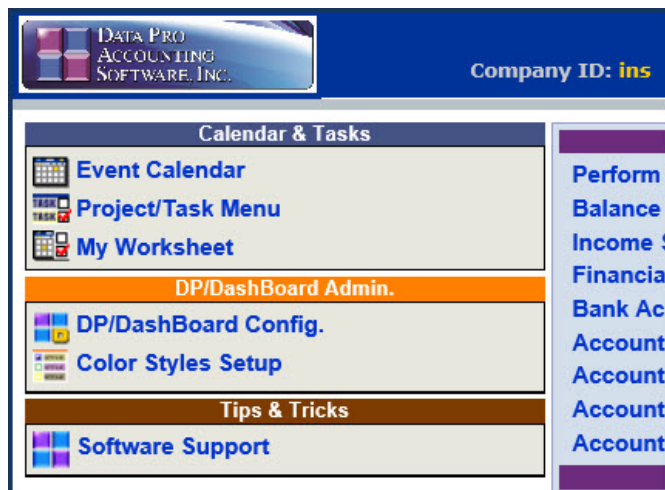 DATA PRO
ACCOUNTING
SOFTWARE, INC.
Company ID: ins
Calendar & Tasks
Event Calendar
Project/Task Menu
My Worksheet
DP/DashBoard Admin.
DP/DashBoard Config.
Color Styles Setup
Tips & Tricks
Software Support
Perform
Balance
Income
Financia
Bank Ac
Account
Account
Account
Account